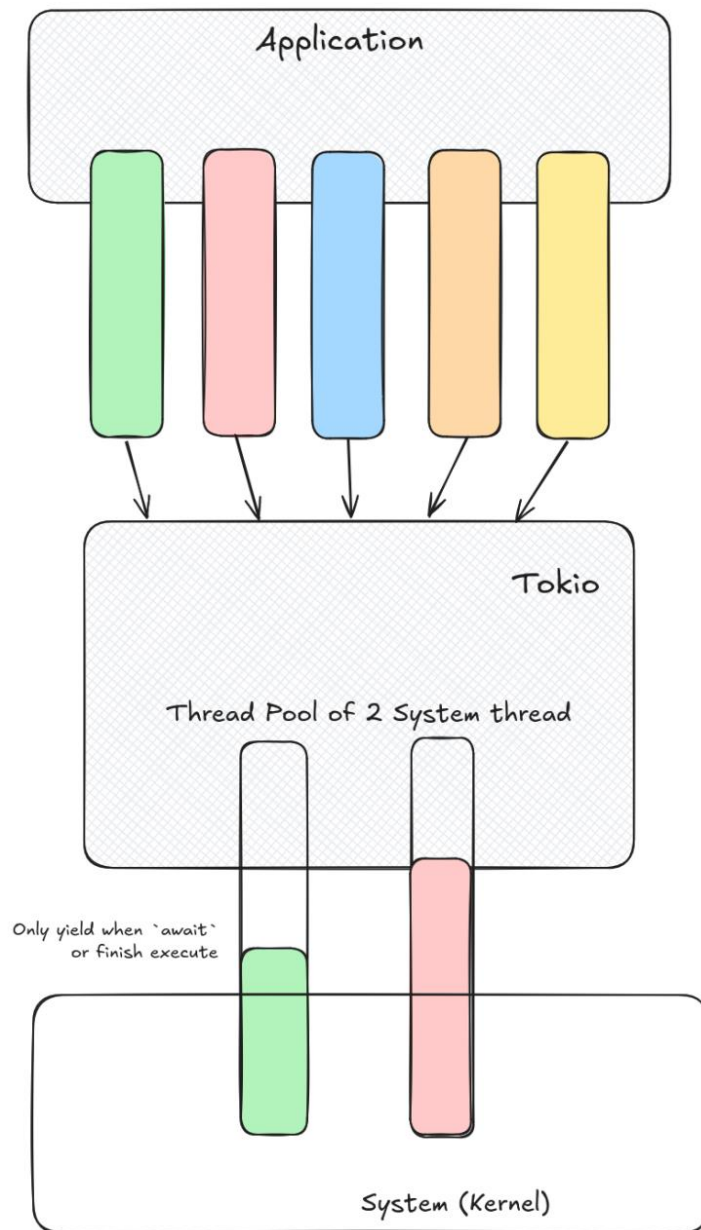 Application
Tokio
Thread Pool of 2 System thread
Only yield when `await`
or finish execute
System (Kernel)